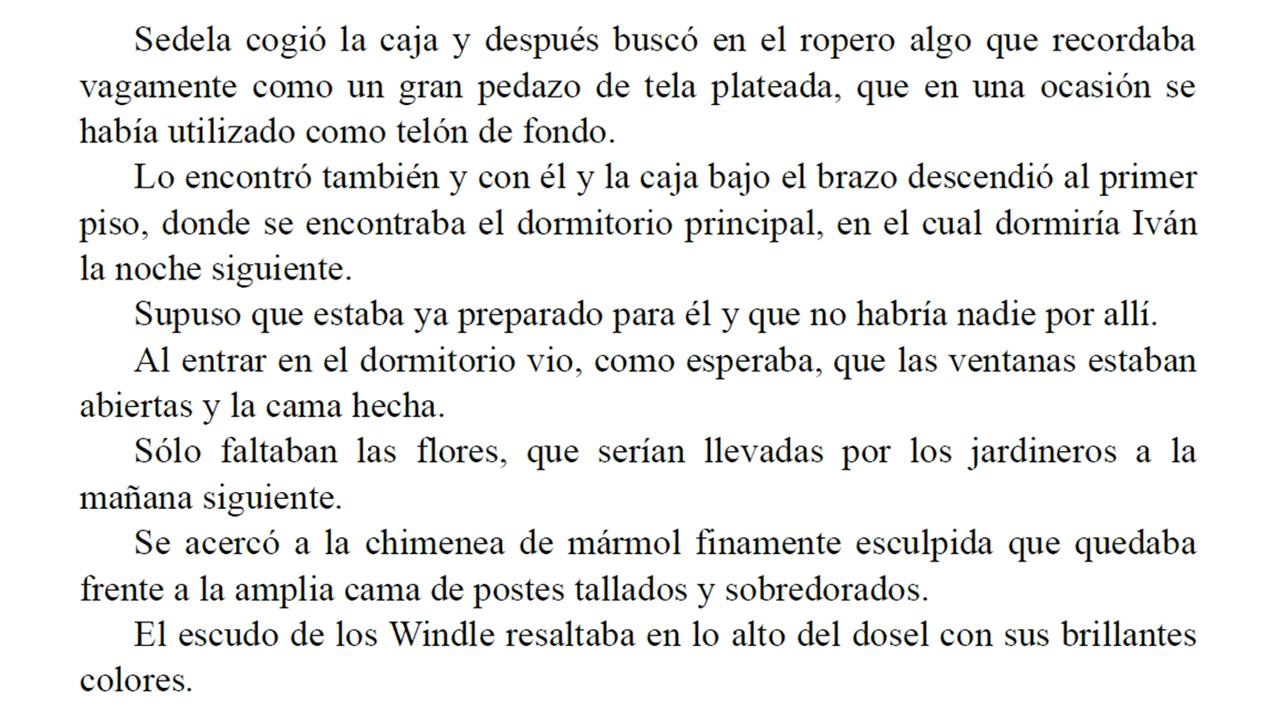 Sedela cogió la caja y después buscó en el ropero algo que recordaba
vagamente como un gran pedazo de tela plateada, que en una ocasión se
había utilizado como telón de fondo.
Lo encontró también y con él y la caja bajo el brazo descendió al primer
piso, donde se encontraba el dormitorio principal, en el cual dormiría Iván
la noche siguiente.
Supuso que estaba ya preparado para él y que no habría nadie por allí.
Al entrar en el dormitorio vio, como esperaba, que las ventanas estaban
abiertas y la cama hecha.
Sólo faltaban las flores, que serían llevadas por los jardineros a la
mañana siguiente.
Se acercó a la chimenea de mármol finamente esculpida que quedaba
frente a la amplia cama de postes tallados y sobredorados.
El escudo de los Windle resaltaba en lo alto del dosel con sus brillantes
colores.